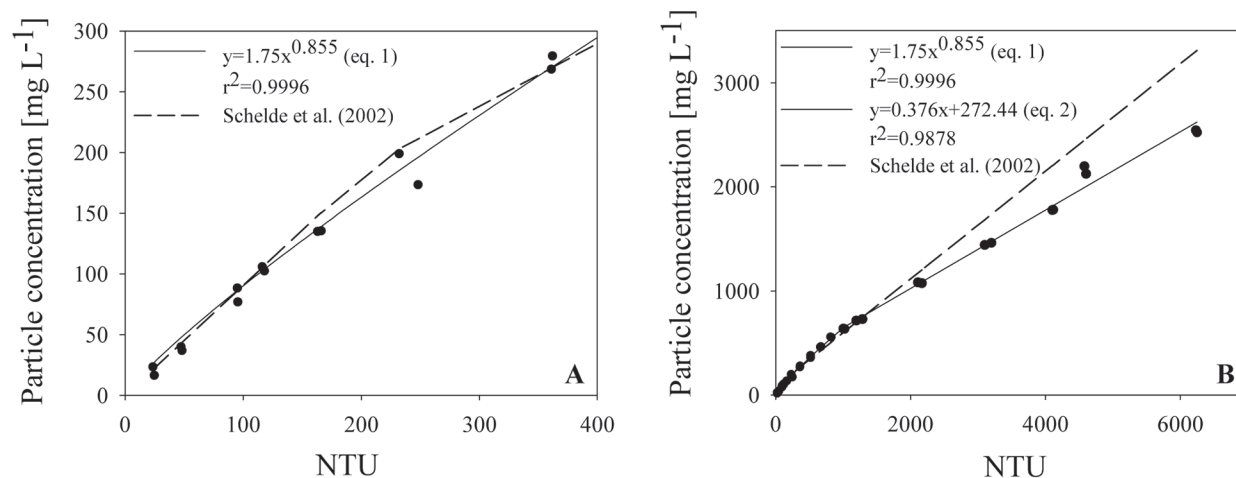 Particle concentration [mg L-1]
300
250
200
150
100
50
0
y=1.75x^0.855 (eq. 1)
r^2=0.9996
Schelde et al. (2002)
A
0 100 200 300 400
NTU
Particle concentration [mg L-1]
3000
2000
1000
0
y=1.75x^0.855 (eq. 1)
r^2=0.9996
y=0.376x+272.44 (eq. 2)
r^2=0.9878
Schelde et al. (2002)
B
0 2000 4000 6000
NTU